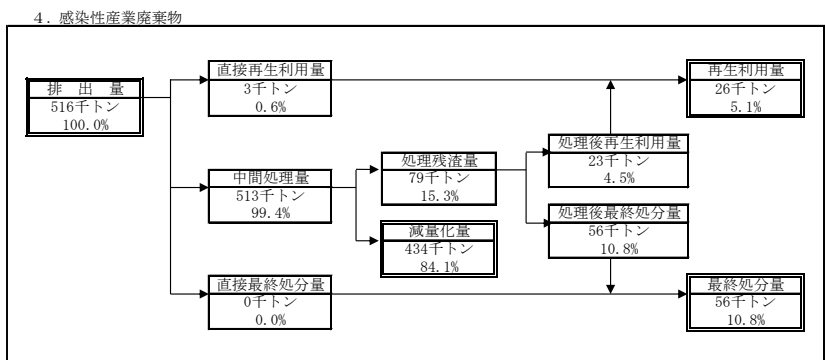 4. 感染性産業廃棄物
排 出 量
516千トン
100.0%
直接再生利用量
3千トン
0.6%
再生利用量
26千トン
5.1%
中間処理量
513千トン
99.4%
処理残渣量
79千トン
15.3%
処理後再生利用量
23千トン
4.5%
減量化量
434千トン
84.1%
処理後最終処分量
56千トン
10.8%
直接最終処分量
0千トン
0.0%
最終処分量
56千トン
10.8%